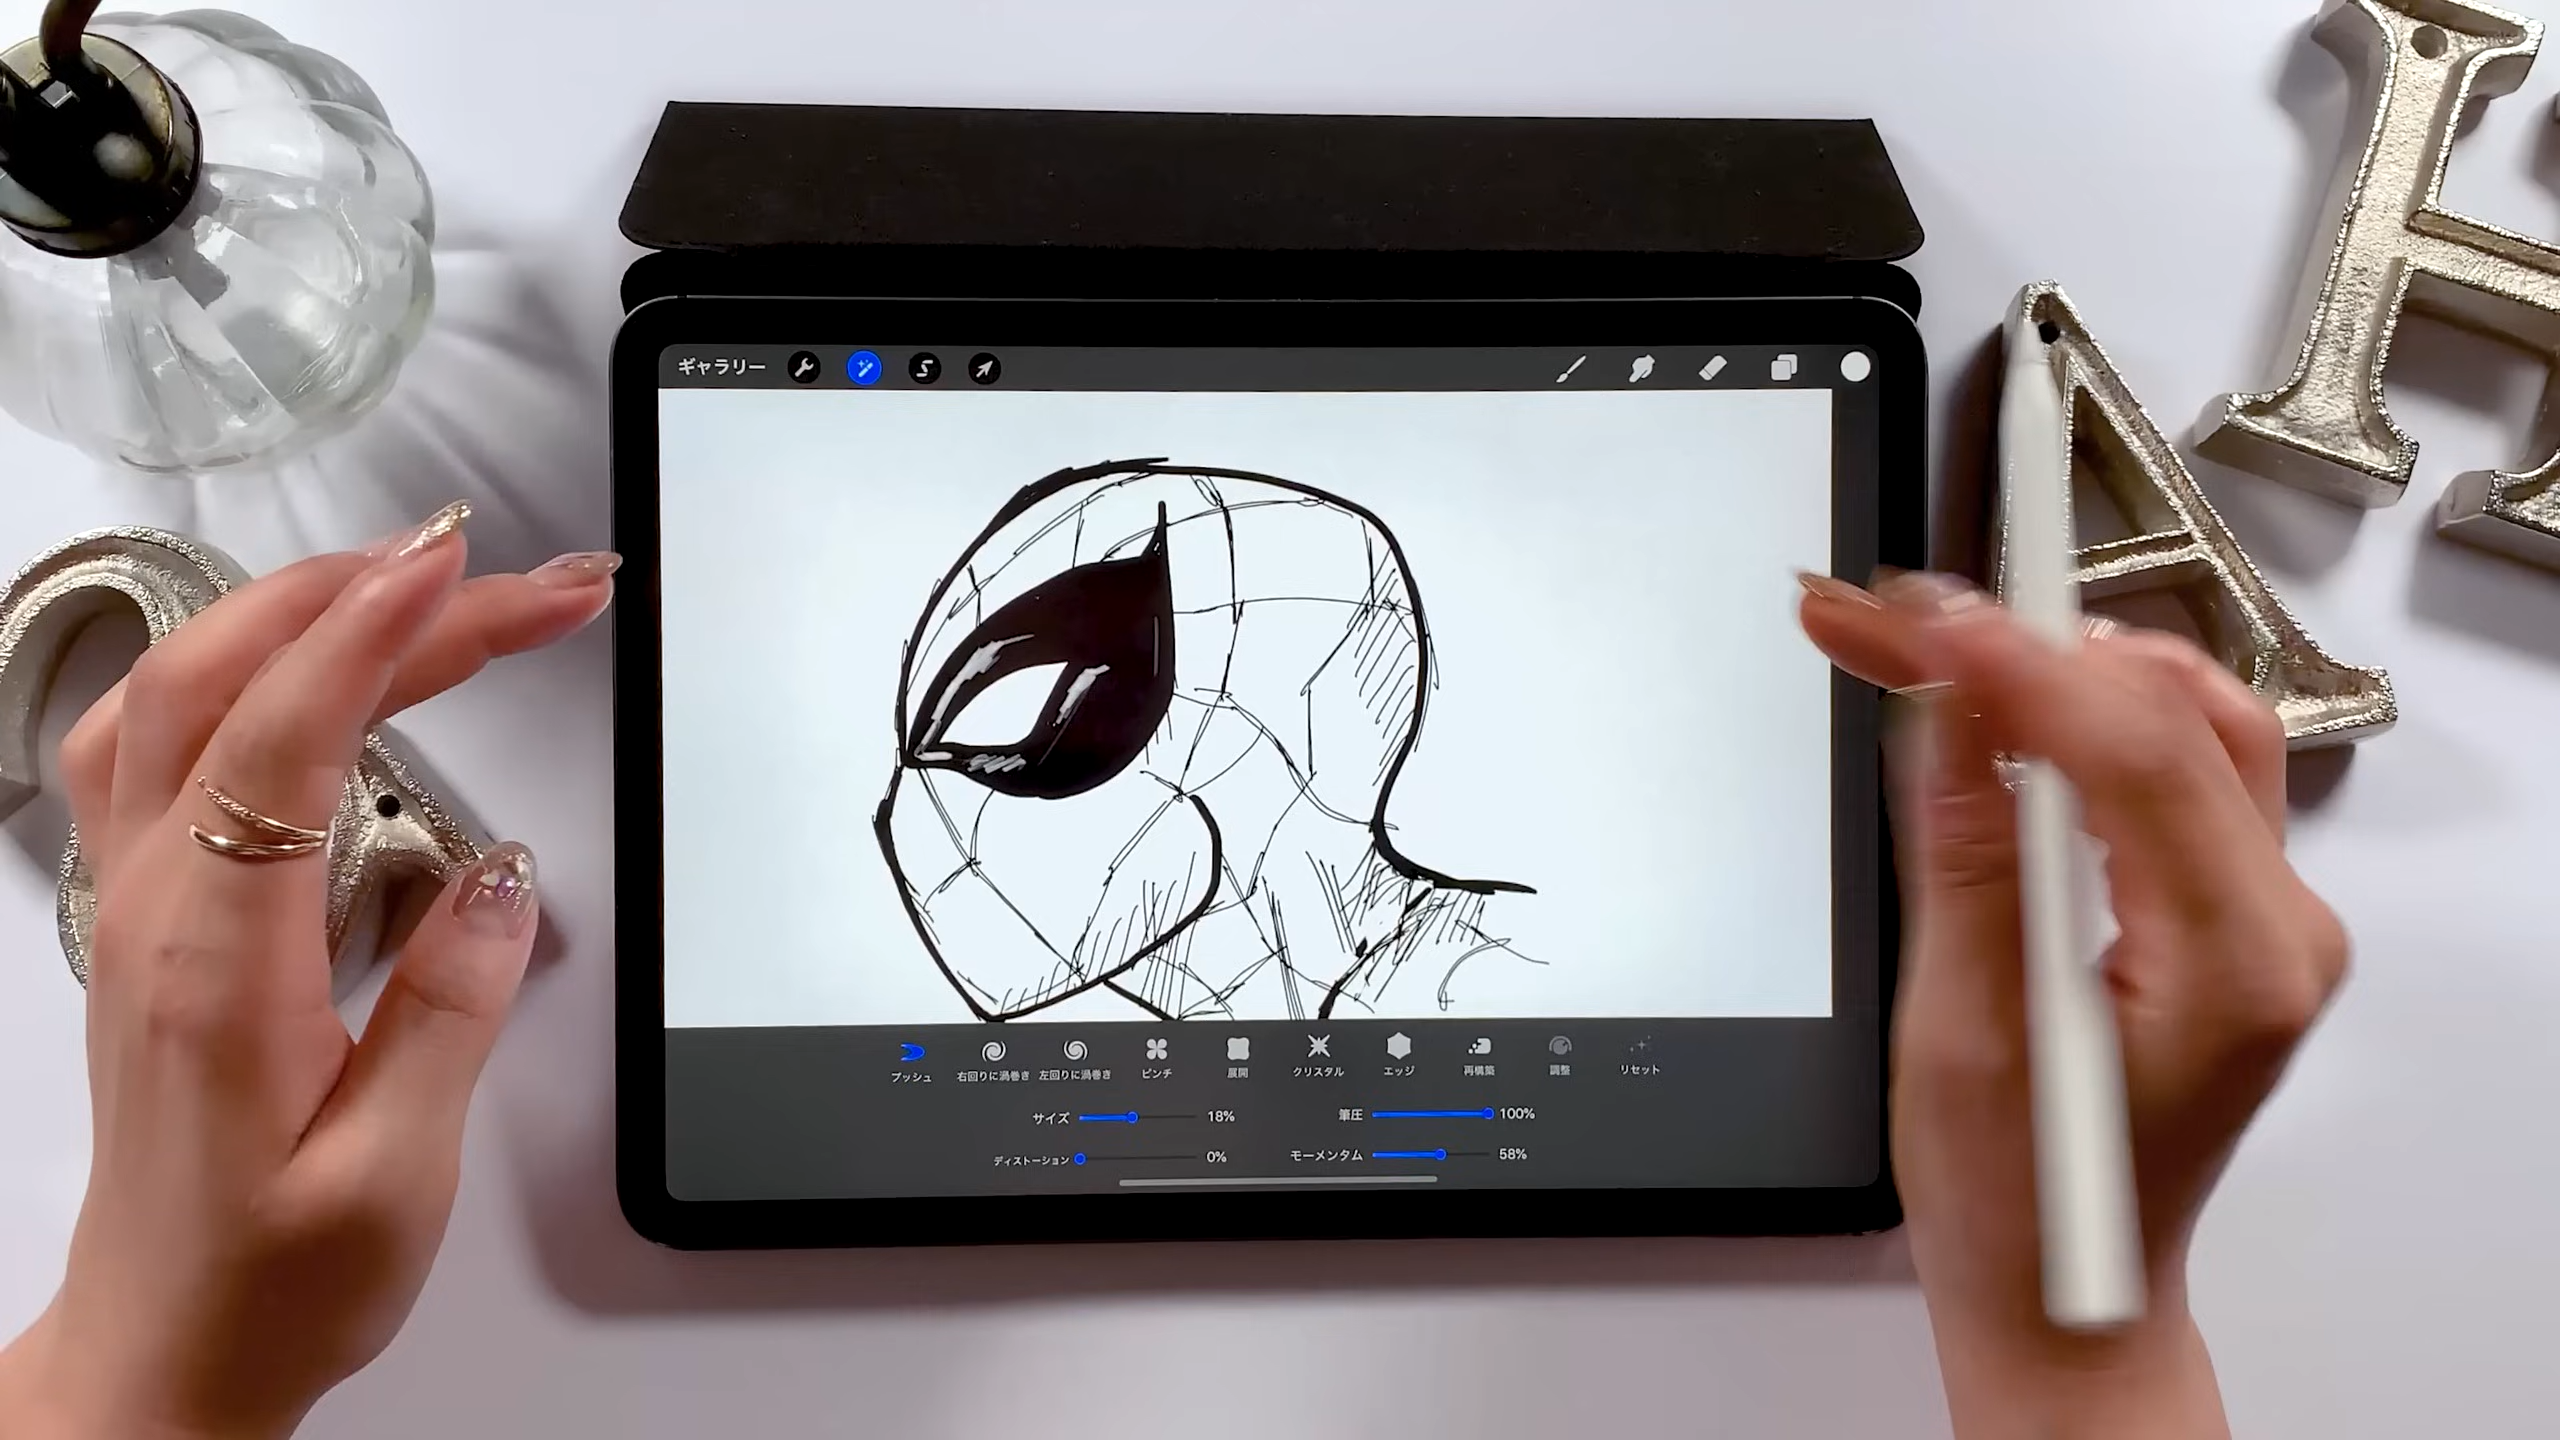 ギャラリー
プッシュ 右回りに渦巻き 左回りに渦巻き ピンチ 展開 クリスタル エッジ 再構築 調整 リセット
サイズ 18% 筆圧 100%
ディストーション 0% モーメンタム 58%
H
A